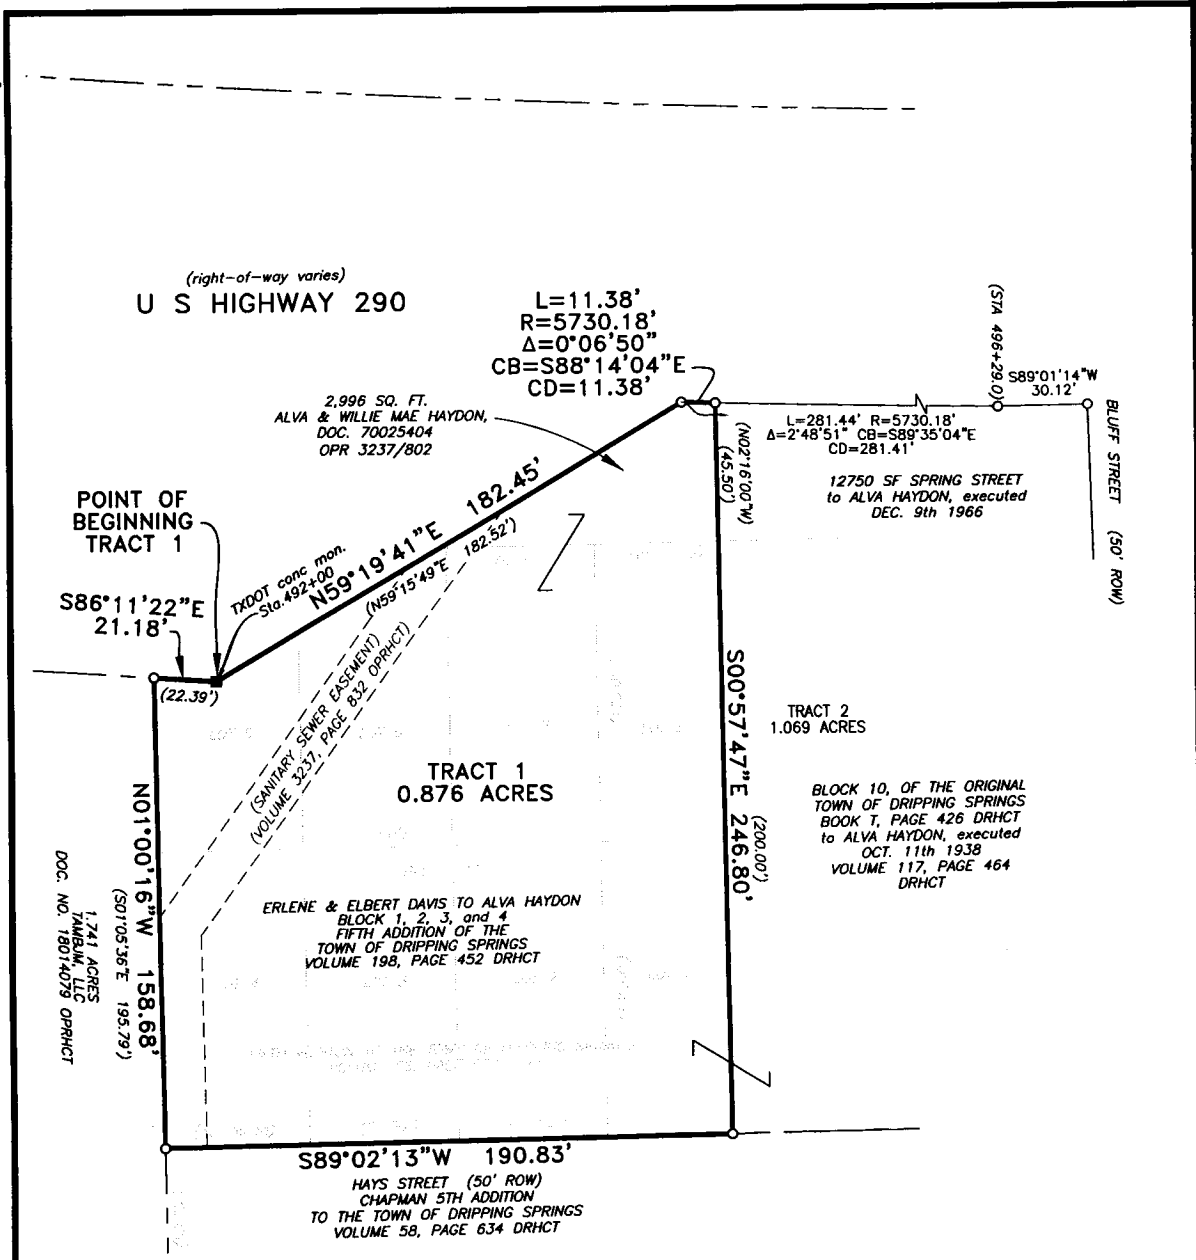 (right-of-way varies)
U S HIGHWAY 290
L=11.38'
R=5730.18'
Δ=0°06'50"
CB=S88°14'04"E
CD=11.38'
2,996 SQ. FT.
ALVA & WILLIE MAE HAYDON,
DOC. 70025404
OPR 3237/802
(STA 496+29.0)
S89°01'14"W
30.12'
L=281.44' R=5730.18'
Δ=2°48'51" CB=S89°35'04"E
CD=281.41'
12750 SF SPRING STREET
to ALVA HAYDON, executed
DEC. 9th 1966
BLUFF STREET (50' ROW)
(N02°16'00"W)
(45.50')
POINT OF
BEGINNING
TRACT 1
TXDOT conc mon.
Sta.492+00
N59°19'41"E 182.45'
(N59°15'49"E 182.52')
S86°11'22"E
21.18'
(22.39')
(SANITARY SEWER EASEMENT)
(VOLUME 3237, PAGE 832 OPRHCT)
TRACT 1
0.876 ACRES
S00°57'47"E 246.80'
(200.00')
TRACT 2
1.069 ACRES
BLOCK 10, OF THE ORIGINAL
TOWN OF DRIPPING SPRINGS
BOOK T, PAGE 426 DRHCT
to ALVA HAYDON, executed
OCT. 11th 1938
VOLUME 117, PAGE 464
DRHCT
N01°00'16"W 158.68'
(S01°05'36"E 195.79')
1.741 ACRES
TAMBJM, LLC
DOC. NO. 18014079 OPRHCT
ERLENE & ELBERT DAVIS TO ALVA HAYDON
BLOCK 1, 2, 3, and 4
FIFTH ADDITION OF THE
TOWN OF DRIPPING SPRINGS
VOLUME 198, PAGE 452 DRHCT
S89°02'13"W 190.83'
HAYS STREET (50' ROW)
CHAPMAN 5TH ADDITION
TO THE TOWN OF DRIPPING SPRINGS
VOLUME 58, PAGE 634 DRHCT